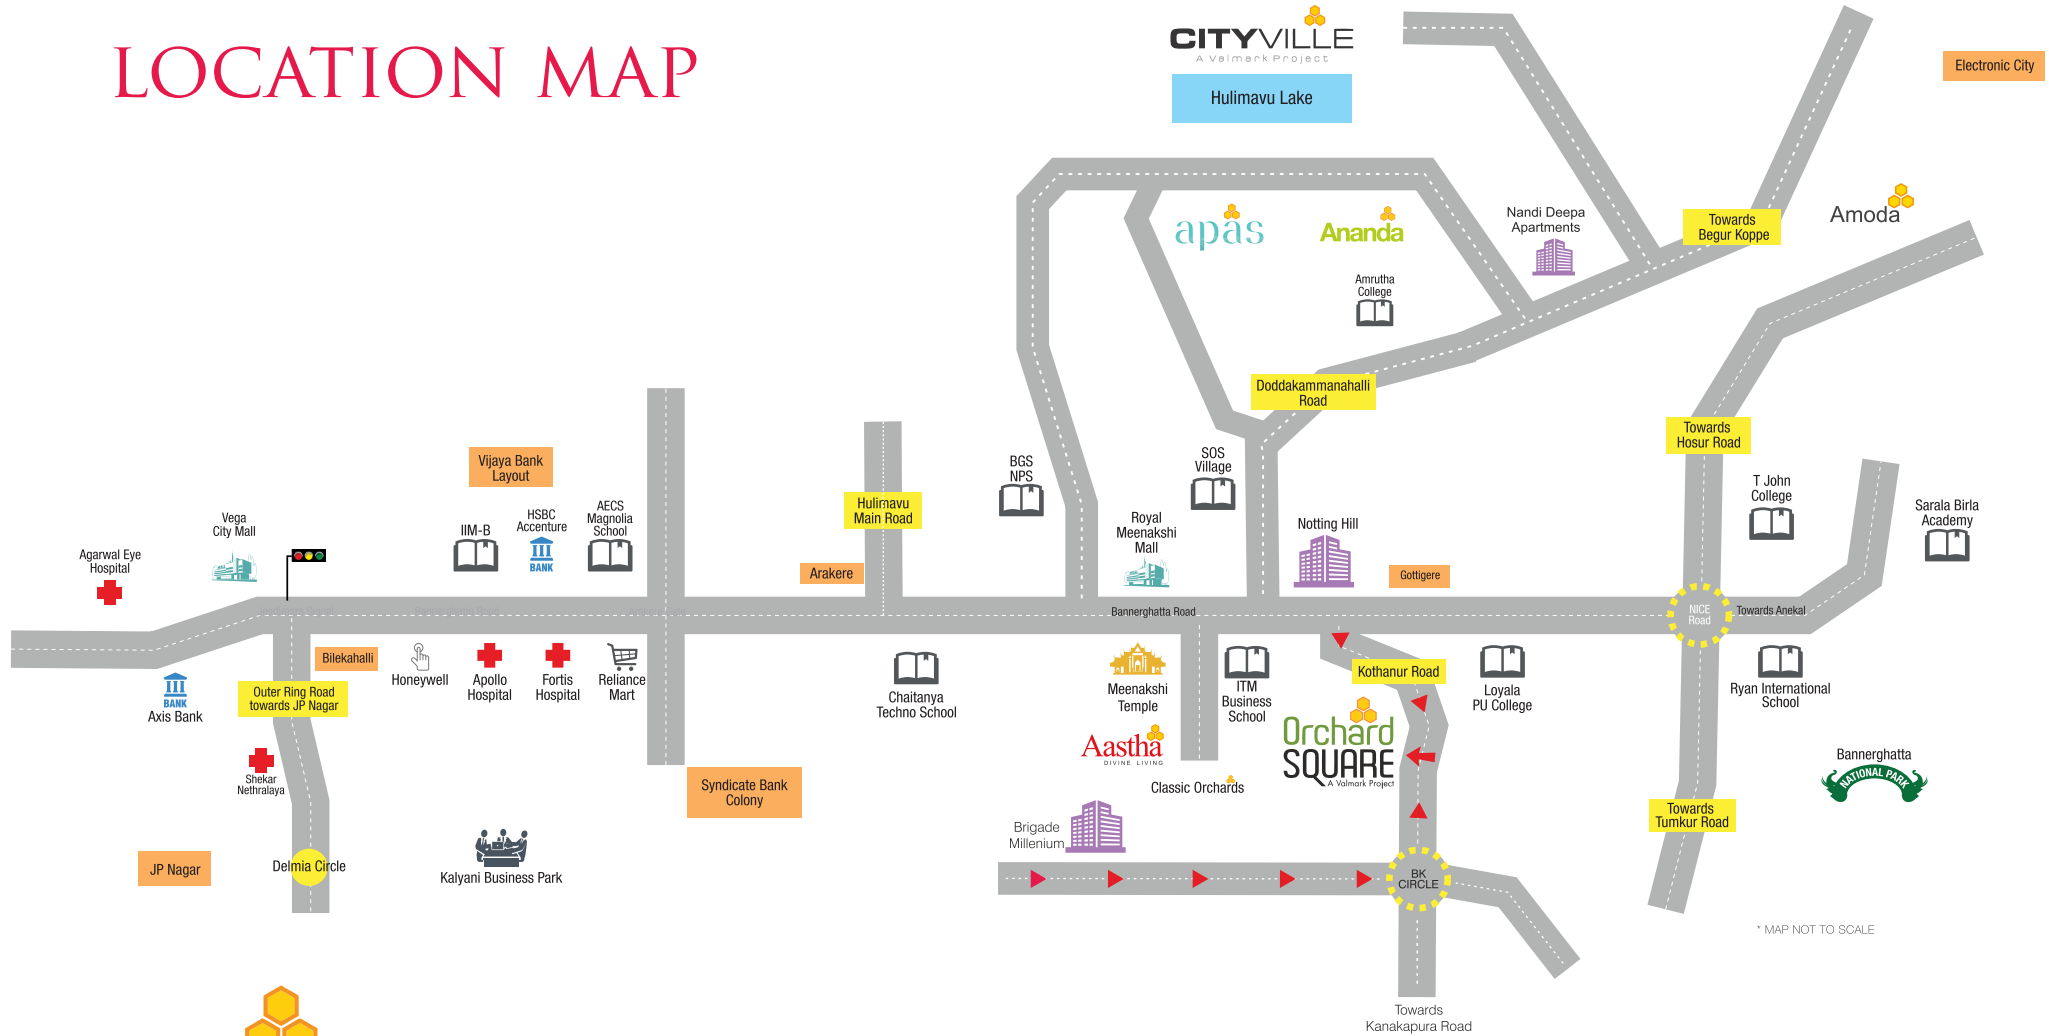 LOCATION MAP
CITYVILLE
A Valmark Project
Hulimavu Lake
Electronic City
apas
Ananda
Nandi Deepa
Apartments
Towards
Begur Koppe
Amoda
Amrutha
College
Doddakammanahalli
Road
Towards
Hosur Road
Vijaya Bank
Layout
Vega
City Mall
Agarwal Eye
Hospital
IIM-B
HSBC
Accenture
BANK
AECS
Magnolia
School
Hulimavu
Main Road
Arakere
BGS
NPS
SOS
Village
Royal
Meenakshi
Mall
Notting Hill
Gottigere
T John
College
Sarala Birla
Academy
Bannerghatta Road
NICE
Road
Towards Anekal
BANK
Axis Bank
Bilekahalli
Outer Ring Road
towards JP Nagar
Honeywell
Apollo
Hospital
Fortis
Hospital
Reliance
Mart
Chaitanya
Techno School
Meenakshi
Temple
ITM
Business
School
Kothanur Road
Loyala
PU College
Ryan International
School
Aastha
DIVINE LIVING
Orchard
SQUARE
A Valmark Project
Classic Orchards
Shekar
Nethralaya
Syndicate Bank
Colony
Bannerghatta
NATIONAL PARK
Towards
Tumkur Road
Brigade
Millenium
JP Nagar
Delmia Circle
Kalyani Business Park
BK
CIRCLE
* MAP NOT TO SCALE
Towards
Kanakapura Road